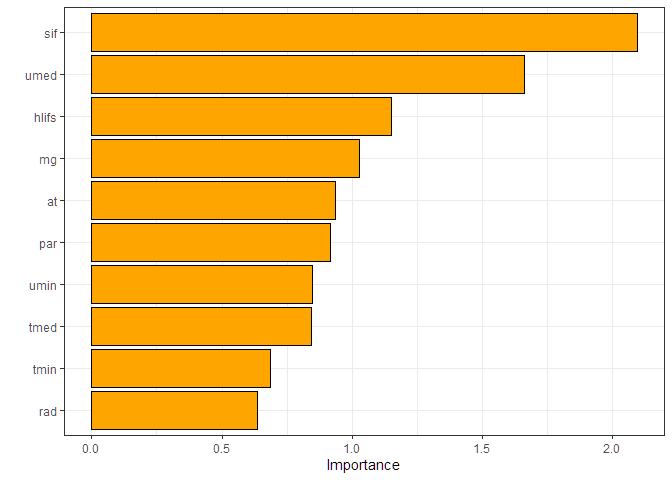 sif
umed
hlifs
mg
at
par
umin
tmed
tmin
rad
0.0 0.5 1.0 1.5 2.0
Importance